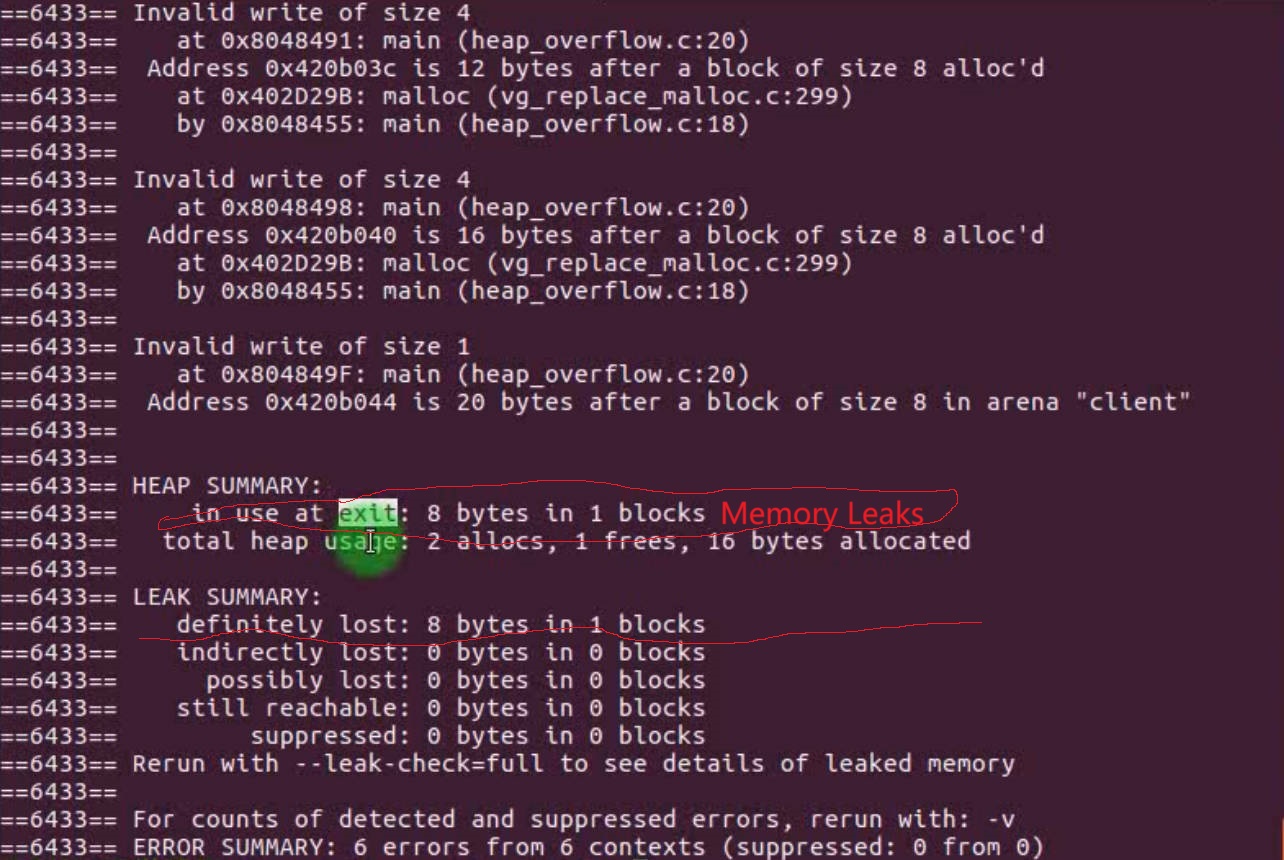 ==6433== Invalid write of size 4
==6433==    at 0x8048491: main (heap_overflow.c:20)
==6433==  Address 0x420b03c is 12 bytes after a block of size 8 alloc'd
==6433==    at 0x402D29B: malloc (vg_replace_malloc.c:299)
==6433==    by 0x8048455: main (heap_overflow.c:18)
==6433==
==6433== Invalid write of size 4
==6433==    at 0x8048498: main (heap_overflow.c:20)
==6433==  Address 0x420b040 is 16 bytes after a block of size 8 alloc'd
==6433==    at 0x402D29B: malloc (vg_replace_malloc.c:299)
==6433==    by 0x8048455: main (heap_overflow.c:18)
==6433==
==6433== Invalid write of size 1
==6433==    at 0x804849F: main (heap_overflow.c:20)
==6433==  Address 0x420b044 is 20 bytes after a block of size 8 in arena "client"
==6433==
==6433==
==6433== HEAP SUMMARY:
==6433==     in use at exit: 8 bytes in 1 blocks Memory Leaks
==6433==   total heap usage: 2 allocs, 1 frees, 16 bytes allocated
==6433==
==6433== LEAK SUMMARY:
==6433==    definitely lost: 8 bytes in 1 blocks
==6433==    indirectly lost: 0 bytes in 0 blocks
==6433==      possibly lost: 0 bytes in 0 blocks
==6433==    still reachable: 0 bytes in 0 blocks
==6433==         suppressed: 0 bytes in 0 blocks
==6433== Rerun with --leak-check=full to see details of leaked memory
==6433==
==6433== For counts of detected and suppressed errors, rerun with: -v
==6433== ERROR SUMMARY: 6 errors from 6 contexts (suppressed: 0 from 0)